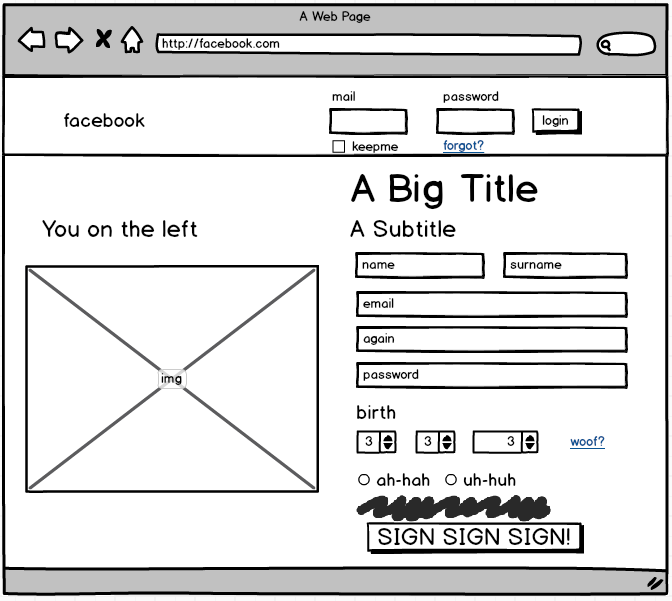 A Web Page
http://facebook.com
mail password
facebook login
keepme forgot?
A Big Title
You on the left A Subtitle
name surname
email
again
img
password
birth
3 3 3 woof?
ah-hah uh-huh
SIGN SIGN SIGN!